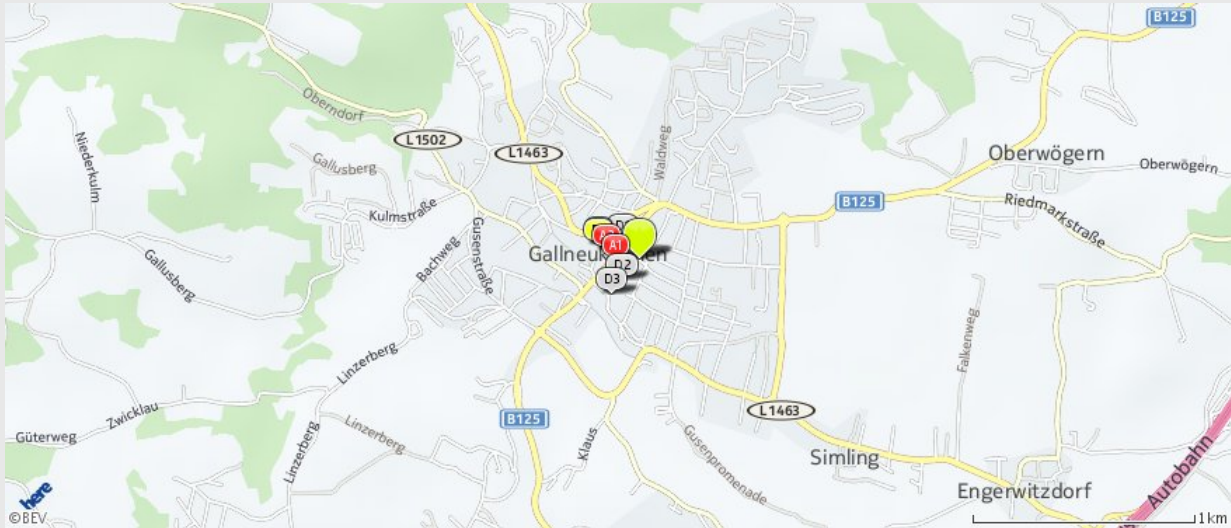 B125
Oberndorf
L1502
L1463
Niederkulm
Gallusberg
Waldweg
Oberwögern
Oberwögern
B125
Riedmarkstraße
Kulmstraße
Gusenstraße
Bachweg
Gallusberg
A1
Gallneukirchen
D2
D3
Linzerberg
Falkenweg
Zwicklau
Güterweg
Linzerberg
Linzerberg
B125
Klaus
L1463
Gusenpromenade
Simling
Engerwitzdorf
Autobahn
here
©BEV
1km